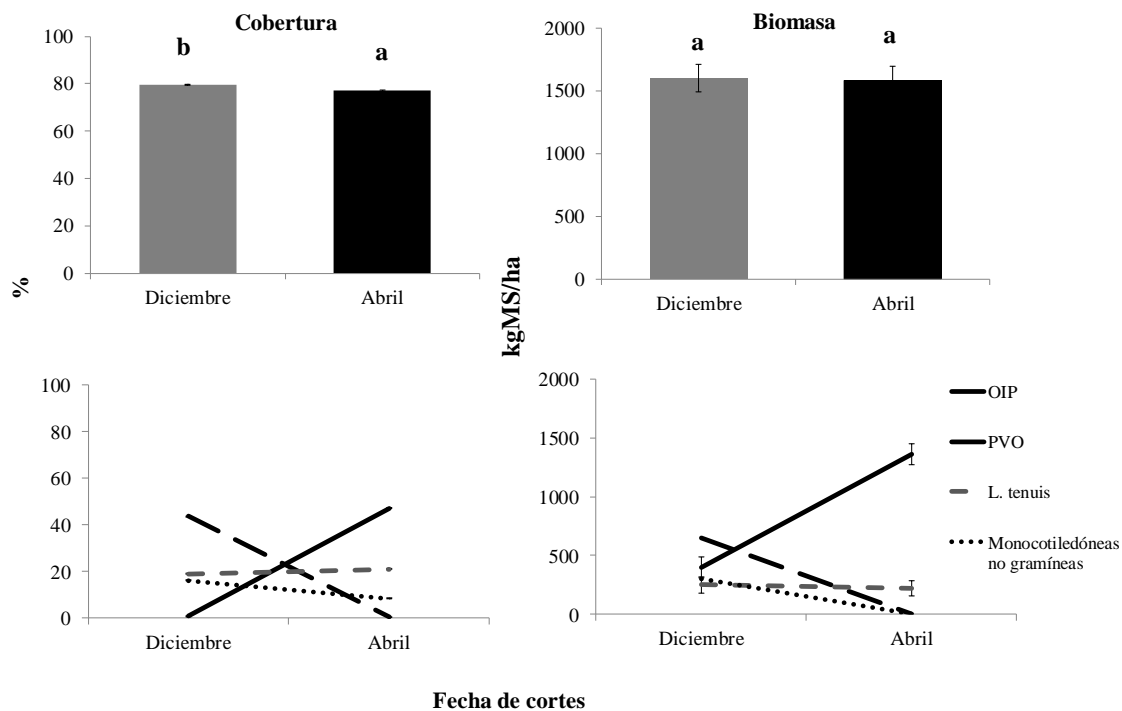 Cobertura
100
80
60
40
20
0
b
a
Diciembre
Abril
%
Biomasa
2000
1500
1000
500
0
a
a
Diciembre
Abril
kgMS/ha
100
80
60
40
20
0
Diciembre
Abril
2000
1500
1000
500
0
Diciembre
Abril
OIP
PVO
L. tenuis
Monocotiledóneas
no gramíneas
Fecha de cortes